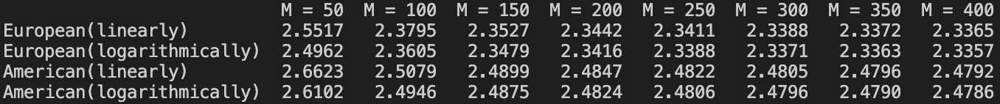 M = 50 M = 100 M = 150 M = 200 M = 250 M = 300 M = 350 M = 400
European(linearly) 2.5517 2.3795 2.3527 2.3442 2.3411 2.3388 2.3372 2.3365
European(logarithmically) 2.4962 2.3605 2.3479 2.3416 2.3388 2.3371 2.3363 2.3357
American(linearly) 2.6623 2.5079 2.4899 2.4847 2.4822 2.4805 2.4796 2.4792
American(logarithmically) 2.6102 2.4946 2.4875 2.4824 2.4806 2.4796 2.4790 2.4786